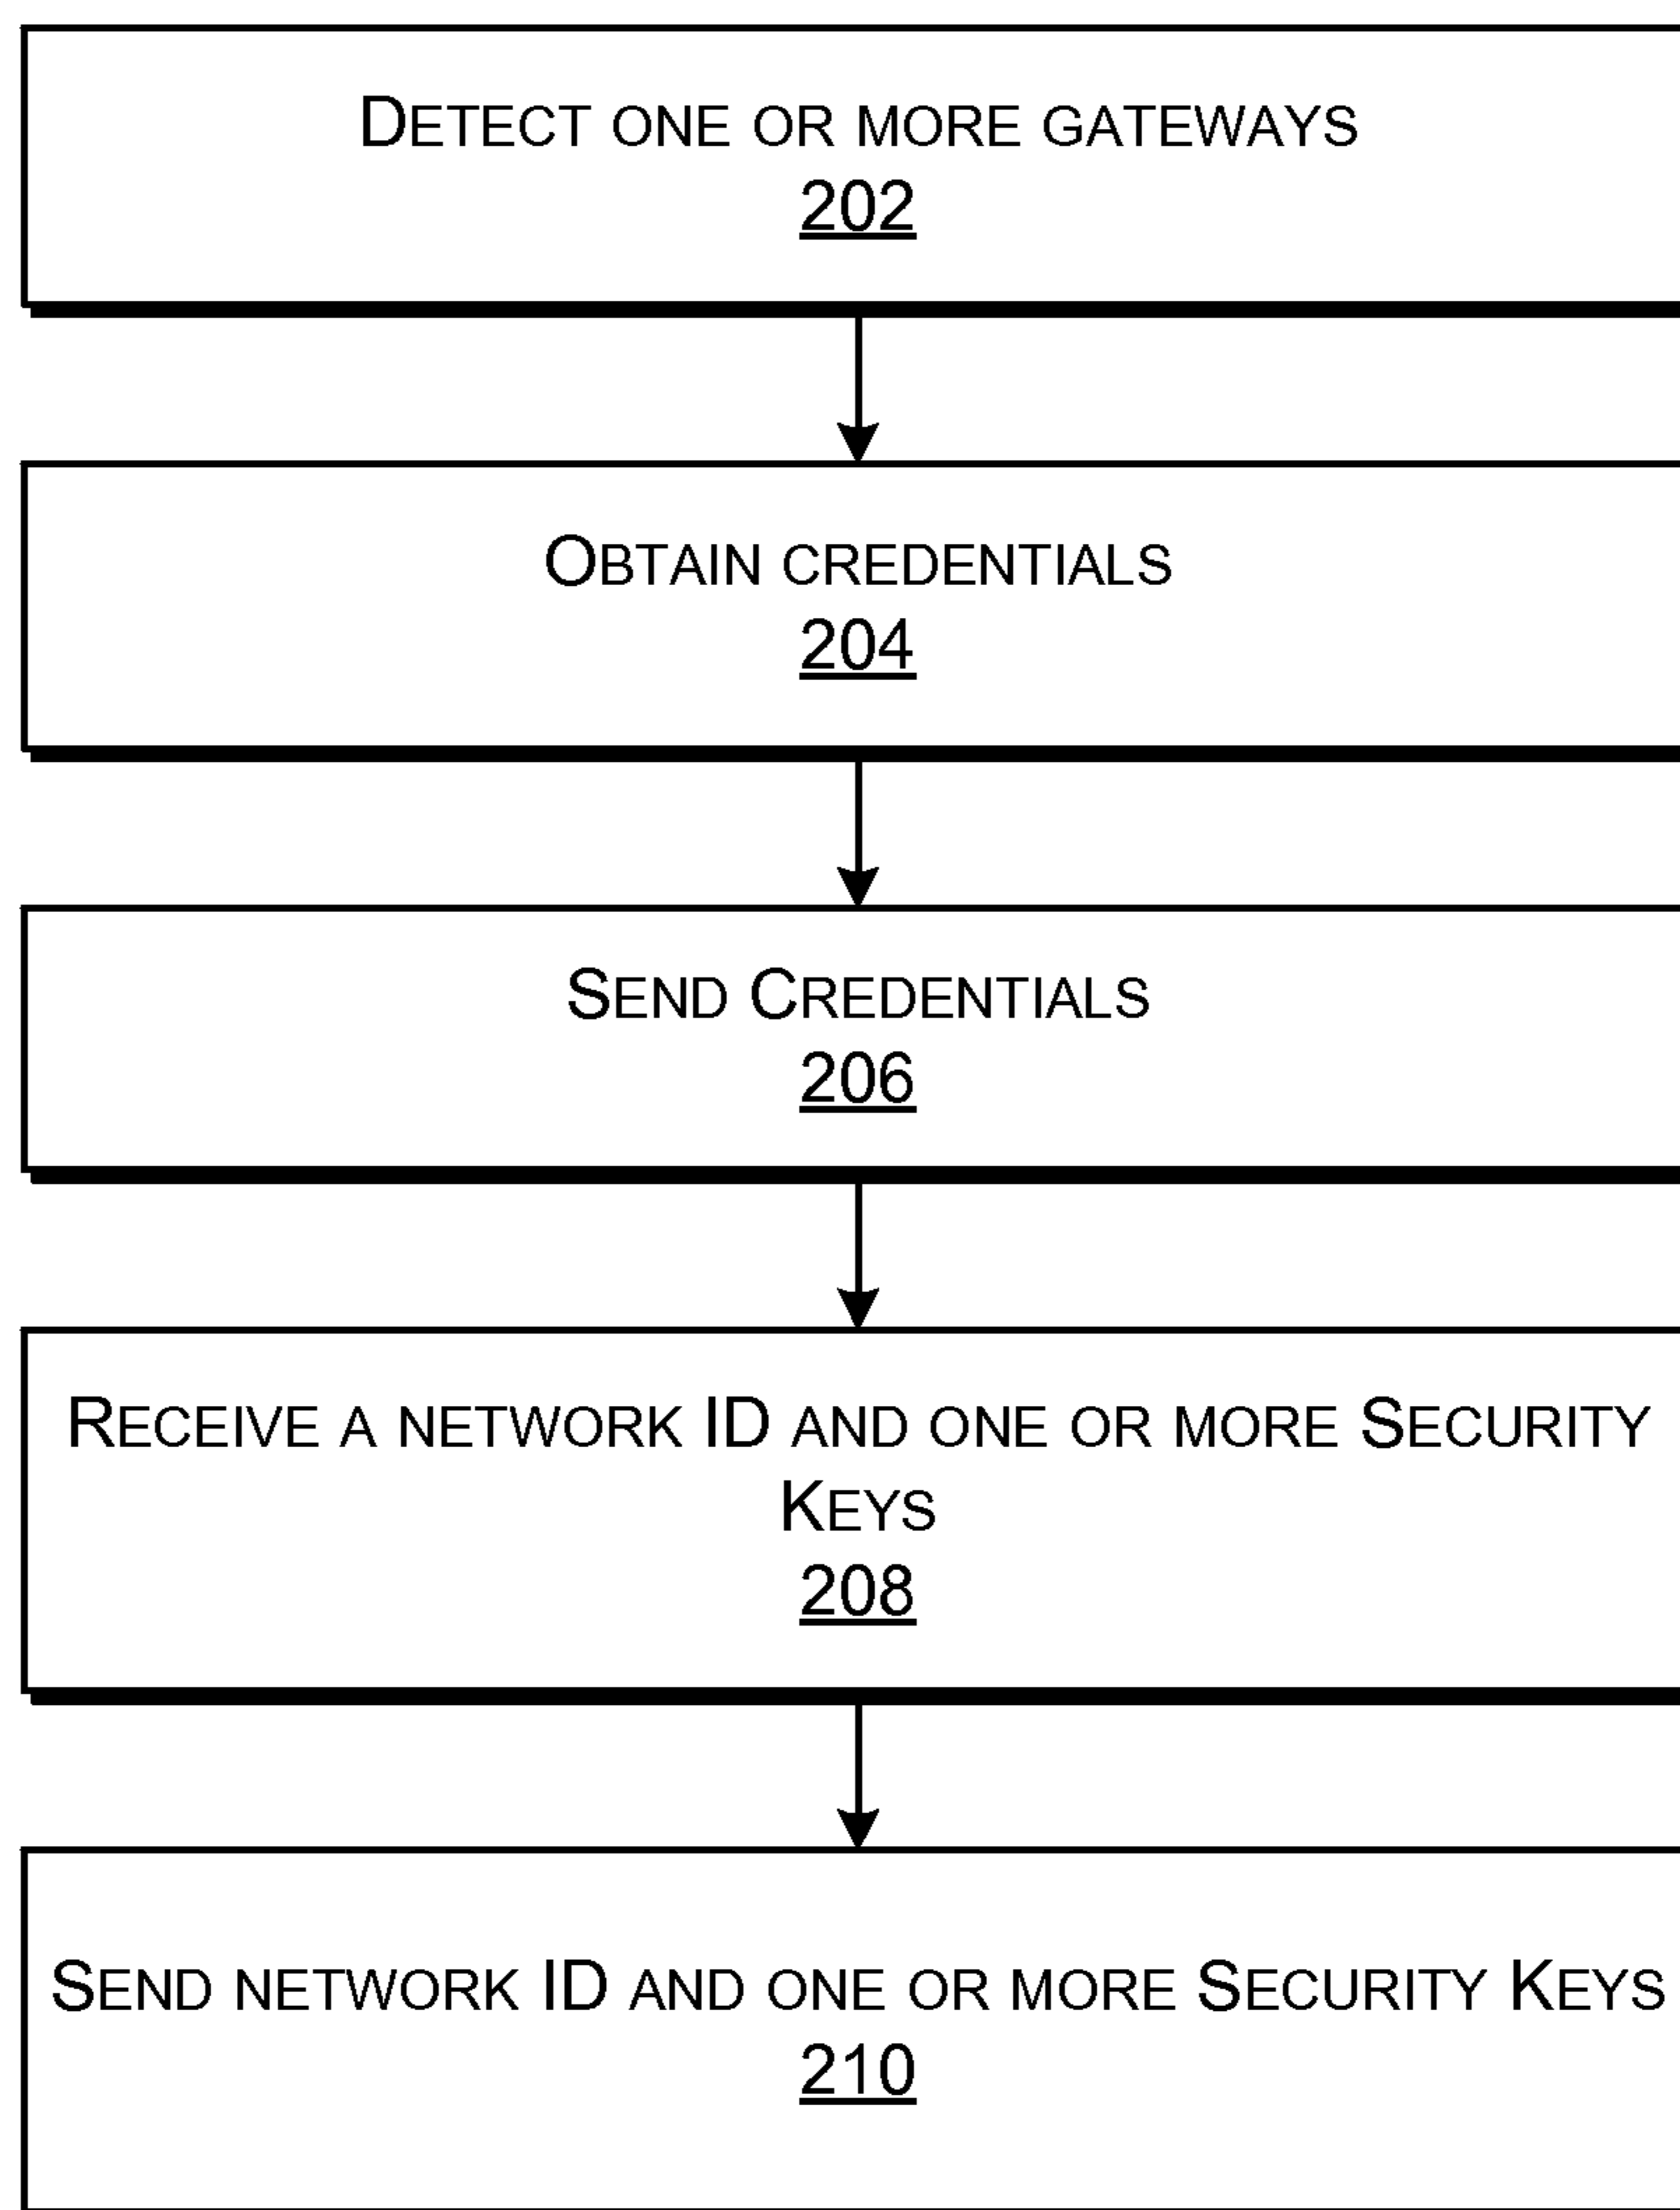 DETECT ONE OR MORE GATEWAYS
202
OBTAIN CREDENTIALS
204
SEND CREDENTIALS
206
RECEIVE A NETWORK ID AND ONE OR MORE SECURITY
KEYS
208
SEND NETWORK ID AND ONE OR MORE SECURITY KEYS
210